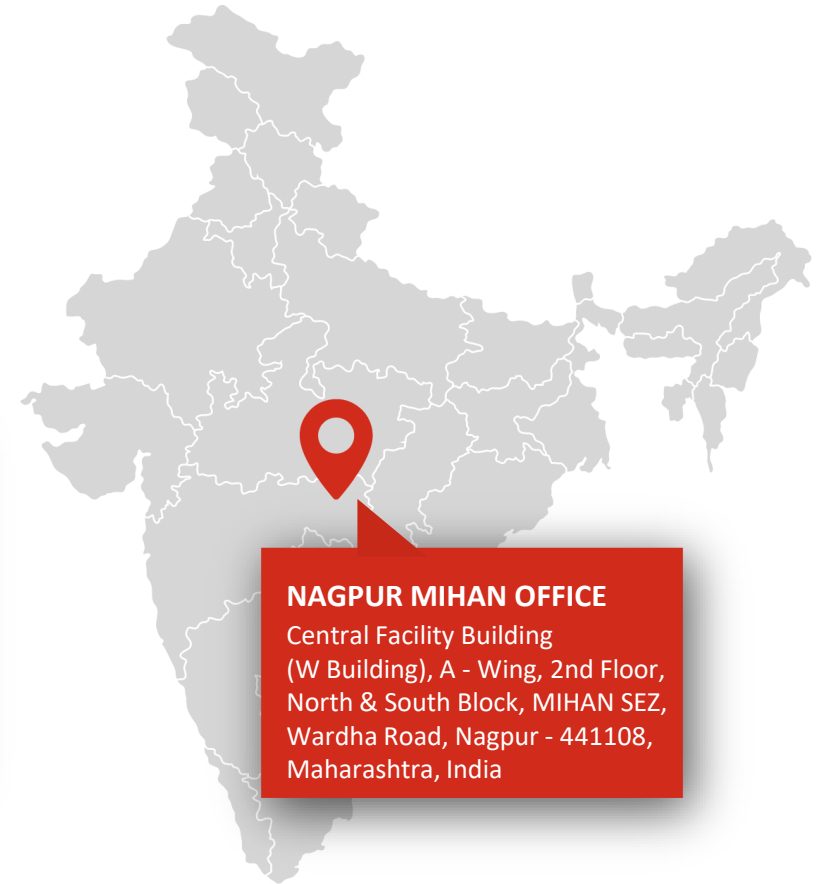 NAGPUR MIHAN OFFICE
Central Facility Building
(W Building), A - Wing, 2nd Floor,
North & South Block, MIHAN SEZ,
Wardha Road, Nagpur - 441108,
Maharashtra, India